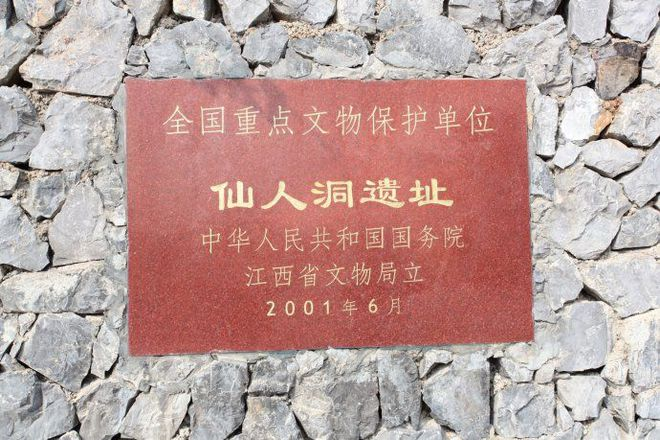 全国重点文物保护单位
仙人洞遗址
中华人民共和国国务院
江西省文物局立
2001年6月